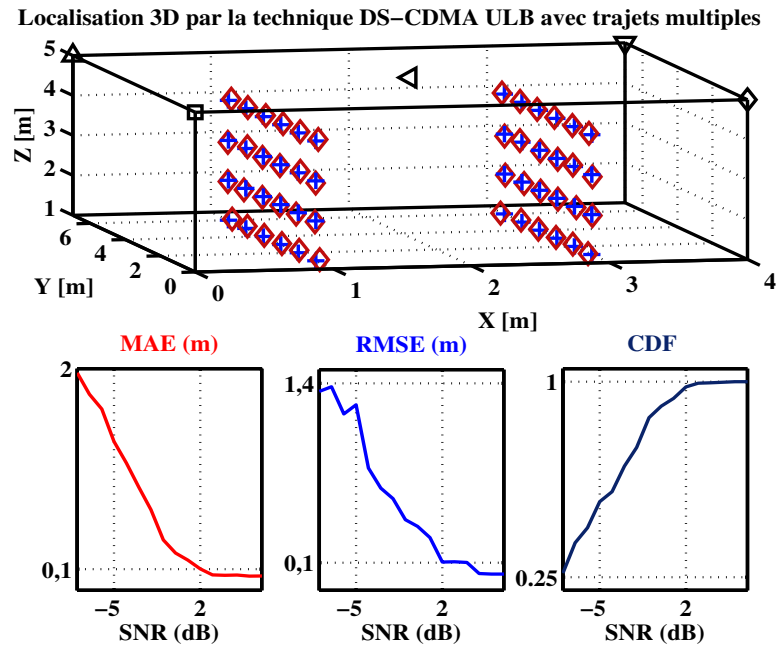 Localisation 3D par la technique DS−CDMA ULB avec trajets multiples
5
4
3
2
1
Z [m]
6
4
2
0
Y [m]
0
1
2
3
4
X [m]
MAE (m)
RMSE (m)
CDF
2
0,1
−5
2
SNR (dB)
1,4
0,1
−5
2
SNR (dB)
1
0.25
−5
2
SNR (dB)